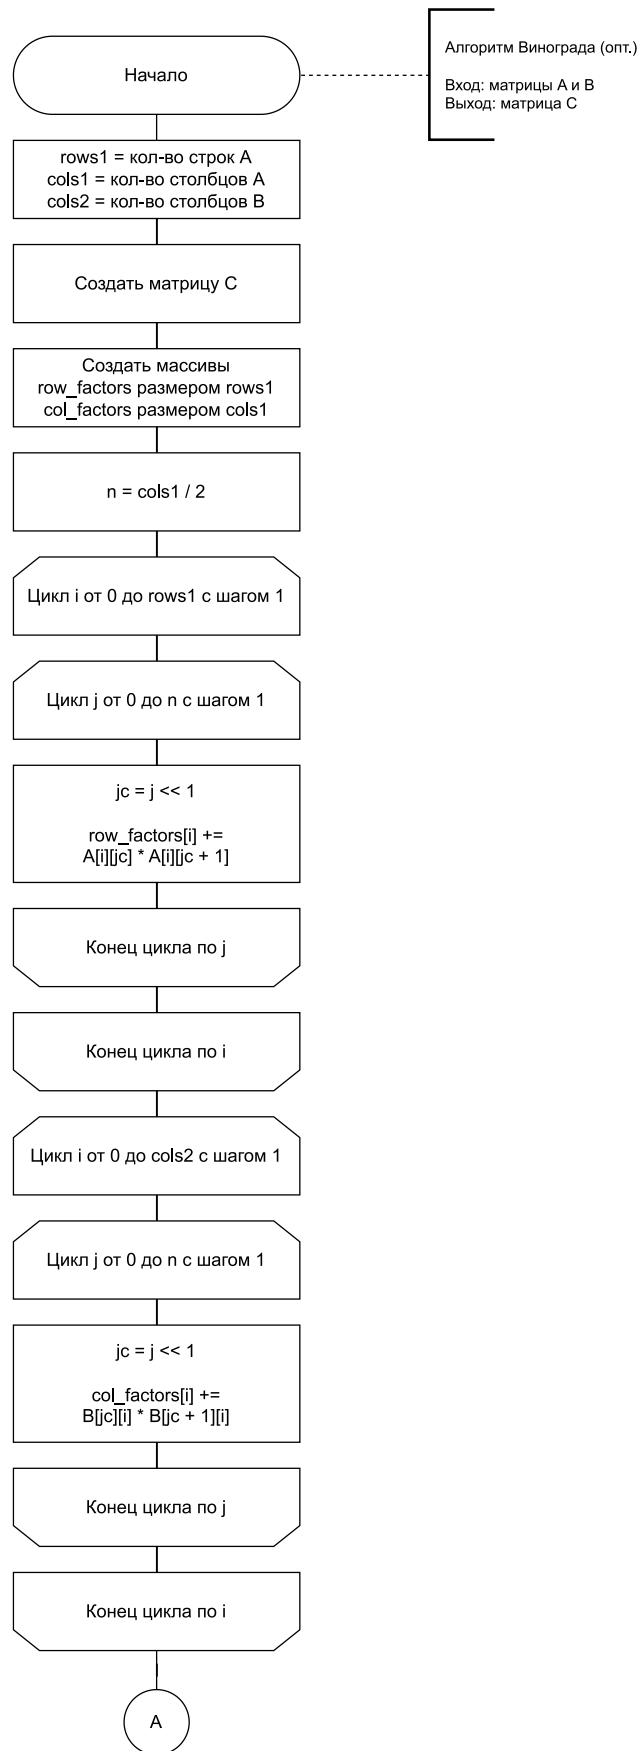 Начало
Алгоритм Винограда (опт.)
Вход: матрицы А и В
Выход: матрица С
rows1 = кол-во строк А
cols1 = кол-во столбцов А
cols2 = кол-во столбцов В
Создать матрицу С
Создать массивы
row_factors размером rows1
col_factors размером cols1
n = cols1 / 2
Цикл i от 0 до rows1 с шагом 1
Цикл j от 0 до n с шагом 1
jc = j << 1
row_factors[i] +=
A[i][jc] * A[i][jc + 1]
Конец цикла по j
Конец цикла по i
Цикл i от 0 до cols2 с шагом 1
Цикл j от 0 до n с шагом 1
jc = j << 1
col_factors[i] +=
B[jc][i] * B[jc + 1][i]
Конец цикла по j
Конец цикла по i
А